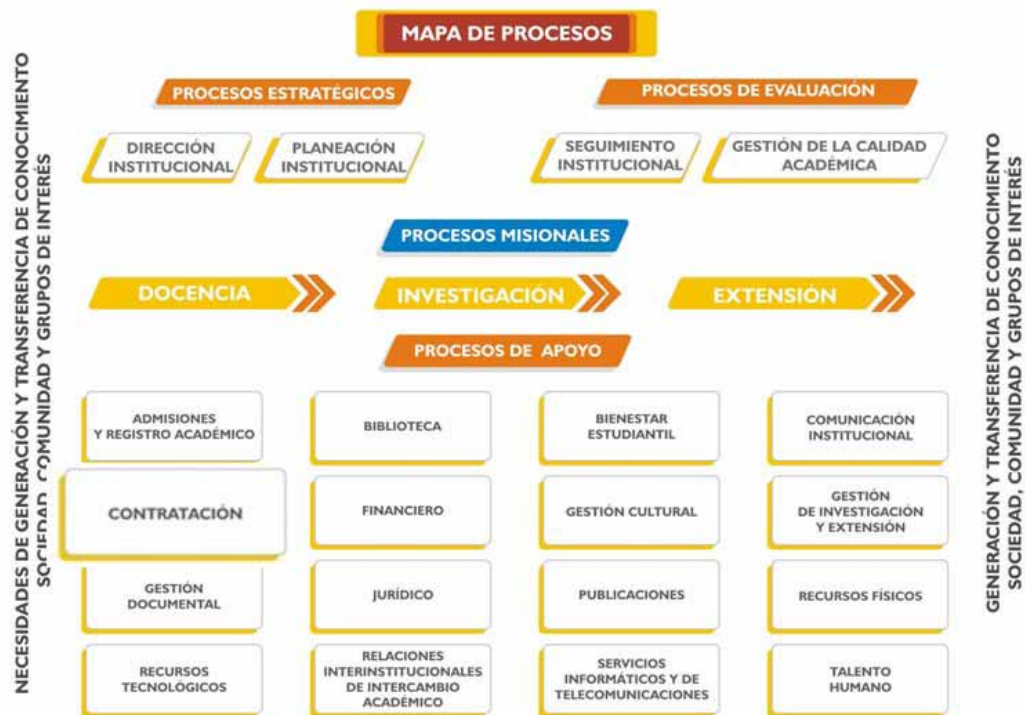 MAPA DE PROCESOS
PROCESOS ESTRATÉGICOS
PROCESOS DE EVALUACIÓN
DIRECCIÓN
INSTITUCIONAL
PLANEACIÓN
INSTITUCIONAL
SEGUIMIENTO
INSTITUCIONAL
GESTIÓN DE LA CALIDAD
ACADÉMICA
PROCESOS MISIONALES
DOCENCIA
INVESTIGACIÓN
EXTENSIÓN
PROCESOS DE APOYO
ADMISIONES
Y REGISTRO ACADÉMICO
BIBLIOTECA
BIENESTAR
ESTUDIANTIL
COMUNICACIÓN
INSTITUCIONAL
CONTRATACIÓN
FINANCIERO
GESTIÓN CULTURAL
GESTIÓN
DE INVESTIGACIÓN
Y EXTENSIÓN
GESTIÓN
DOCUMENTAL
JURÍDICO
PUBLICACIONES
RECURSOS FÍSICOS
RECURSOS
TECNOLÓGICOS
RELACIONES
INTERINSTITUCIONALES
DE INTERCAMBIO
ACADÉMICO
SERVICIOS
INFORMÁTICOS Y DE
TELECOMUNICACIONES
TALENTO
HUMANO
NECESIDADES DE GENERACIÓN Y TRANSFERENCIA DE CONOCIMIENTO
SOCIEDAD, COMUNIDAD Y GRUPOS DE INTERÉS
GENERACIÓN Y TRANSFERENCIA DE CONOCIMIENTO
SOCIEDAD, COMUNIDAD Y GRUPOS DE INTERÉS